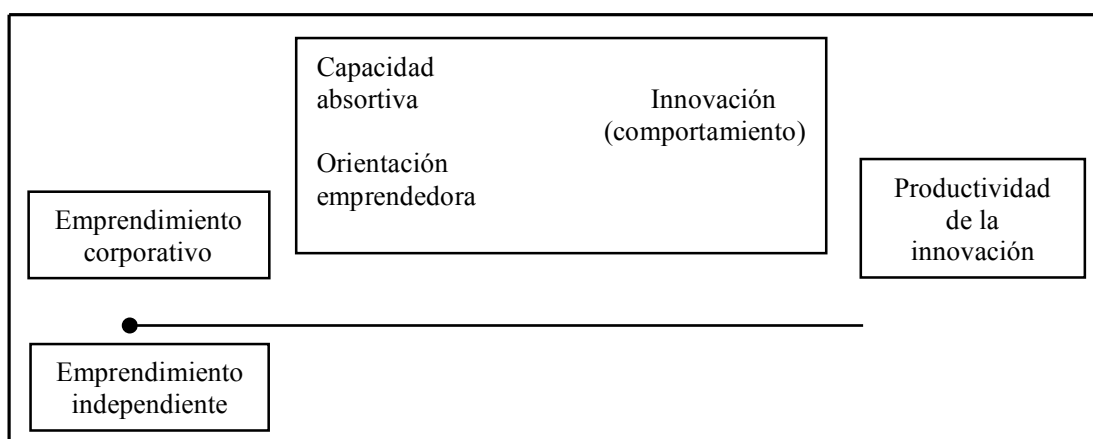 Capacidad
absortiva
Innovación
(comportamiento)
Orientación
emprendedora
Emprendimiento
corporativo
Productividad
de la
innovación
Emprendimiento
independiente